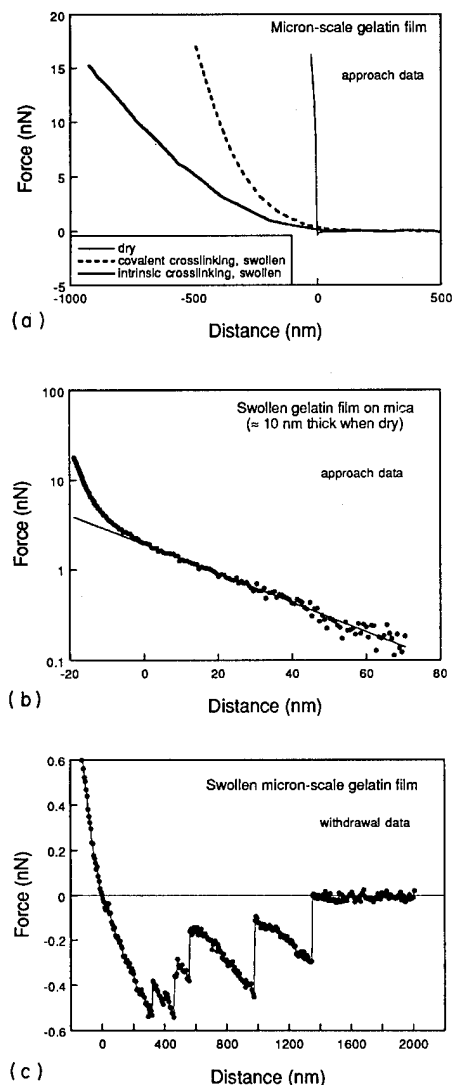 20
Micron-scale gelatin film
15
approach data
10
5
0
-5
Force (nN)
dry
covalent crosslinking, swollen
intrinsic crosslinking, swollen
-1000 -500 0 500
(a)
Distance (nm)
100
Swollen gelatin film on mica
(≈ 10 nm thick when dry)
10
approach data
1
0.1
Force (nN)
-20 0 20 40 60 80
(b)
Distance (nm)
0.6
Swollen micron-scale gelatin film
0.4
withdrawal data
0.2
0
-0.2
-0.4
-0.6
Force (nN)
0 400 800 1200 1600 2000
(c)
Distance (nm)